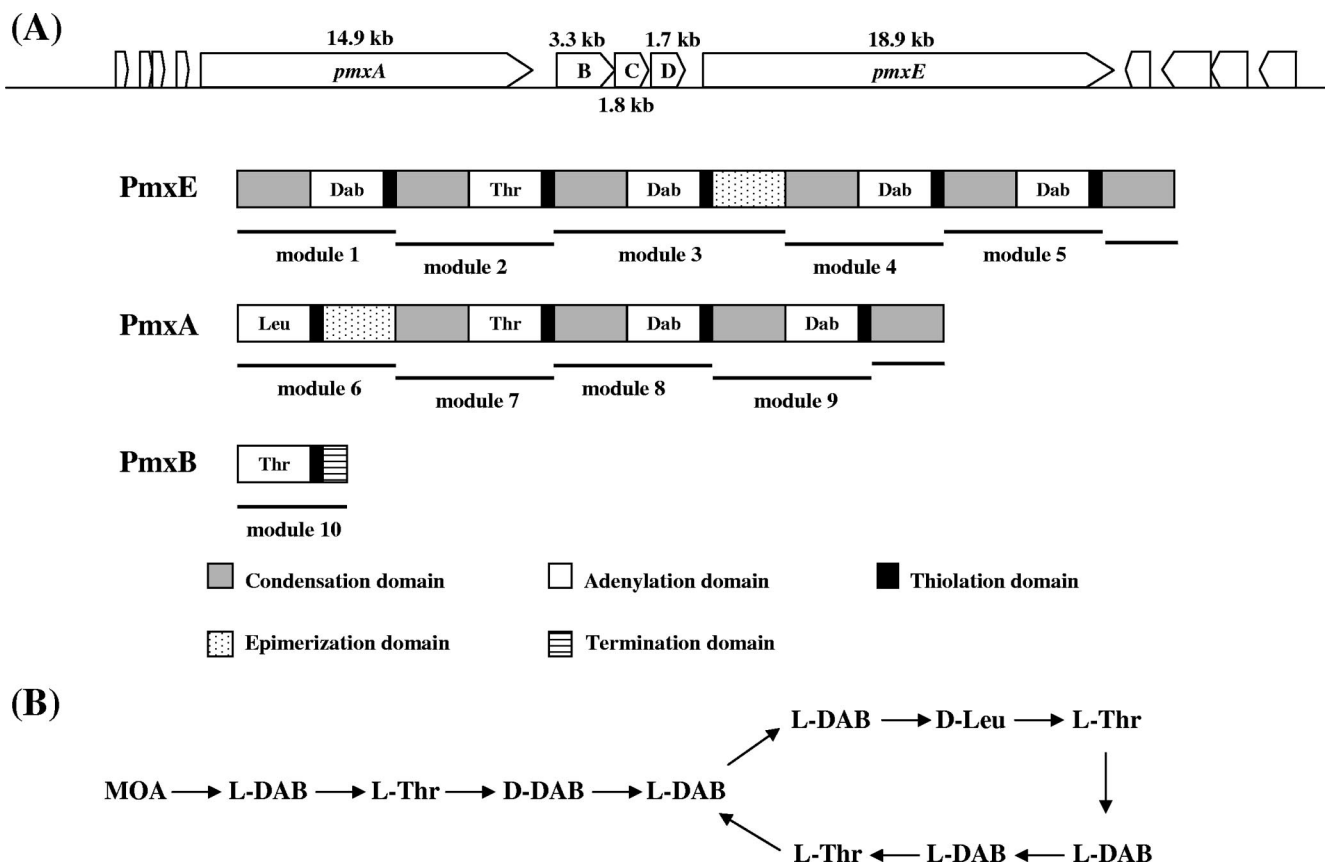 (A)
14.9 kb 3.3 kb 1.7 kb 18.9 kb
pmxA B C D pmxE
1.8 kb
PmxE Dab Thr Dab Dab Dab
module 1 module 2 module 3 module 4 module 5
PmxA Leu Thr Dab Dab
module 6 module 7 module 8 module 9
PmxB Thr
module 10
Condensation domain Adenylation domain Thiolation domain
Epimerization domain Termination domain
(B)
L-DAB D-Leu L-Thr
MOA L-DAB L-Thr D-DAB L-DAB
L-Thr L-DAB L-DAB